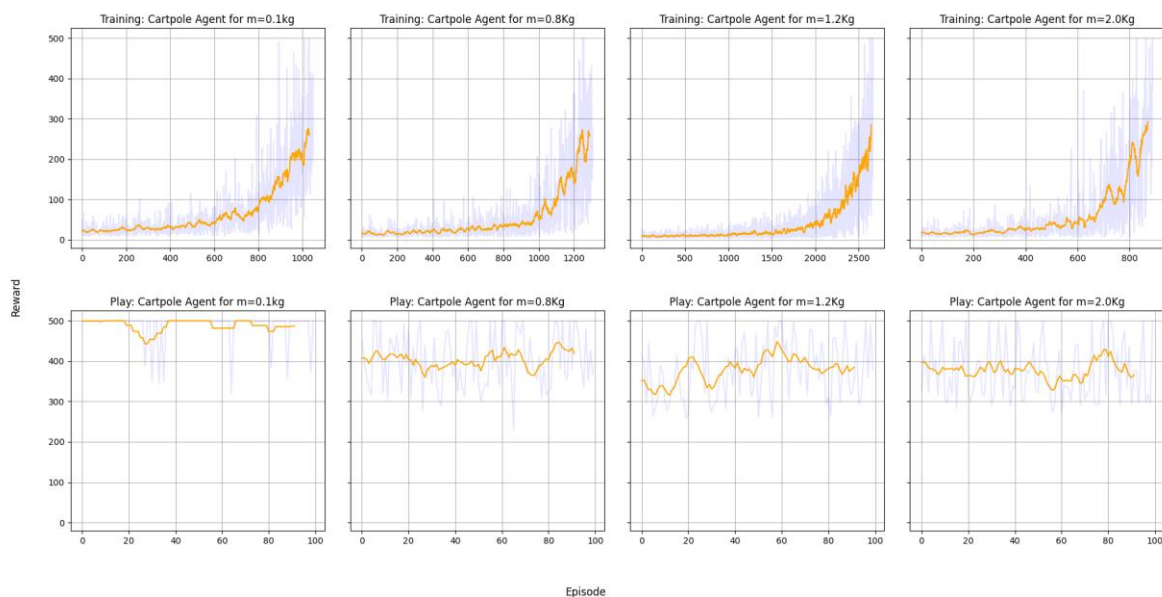 Training: Cartpole Agent for m=0.1kg
Training: Cartpole Agent for m=0.8Kg
Training: Cartpole Agent for m=1.2Kg
Training: Cartpole Agent for m=2.0Kg
500
400
300
200
100
0
0 200 400 600 800 1000
0 200 400 600 800 1000 1200
0 500 1000 1500 2000 2500
0 200 400 600 800
Reward
Play: Cartpole Agent for m=0.1kg
Play: Cartpole Agent for m=0.8Kg
Play: Cartpole Agent for m=1.2Kg
Play: Cartpole Agent for m=2.0Kg
500
400
300
200
100
0
0 20 40 60 80 100
0 20 40 60 80 100
0 20 40 60 80 100
0 20 40 60 80 100
Episode